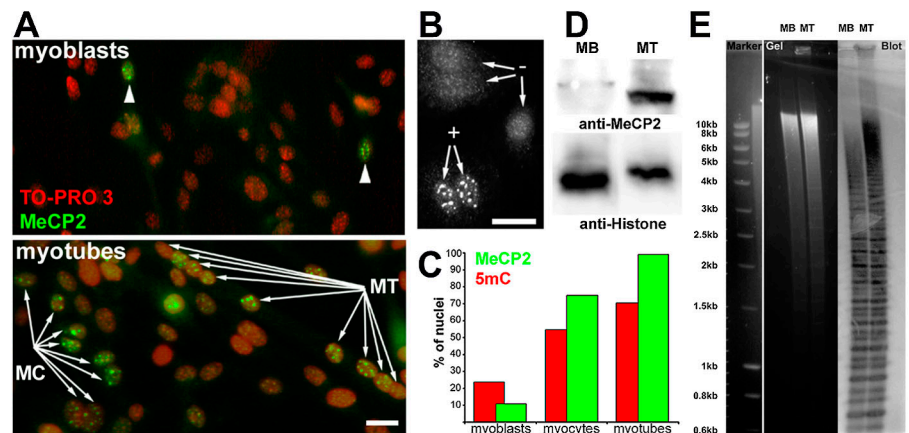 A
myoblasts
TO-PRO 3
MeCP2
myotubes
MT
MC
B
-
+
C
MeCP2
5mC
% of nuclei
100
90
80
70
60
50
40
30
20
10
0
myoblasts myocytes myotubes
D
MB MT
anti-MeCP2
anti-Histone
E
MB MT MB MT
Marker Gel Blot
10kb
8kb
6kb
5kb
4kb
3kb
2.5kb
2kb
1.5kb
1kb
0.8kb
0.6kb